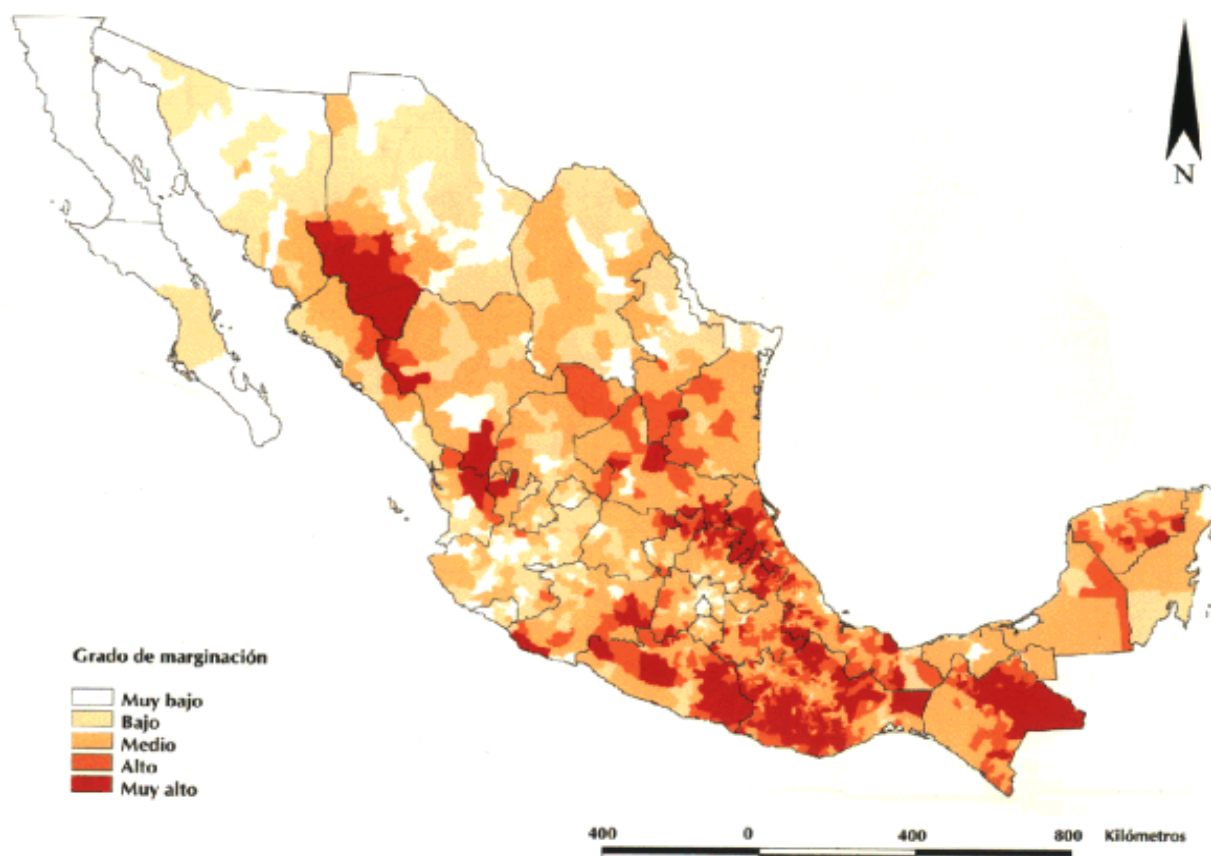 N
Grado de marginación
Muy bajo
Bajo
Medio
Alto
Muy alto
400 0 400 800 Kilómetros